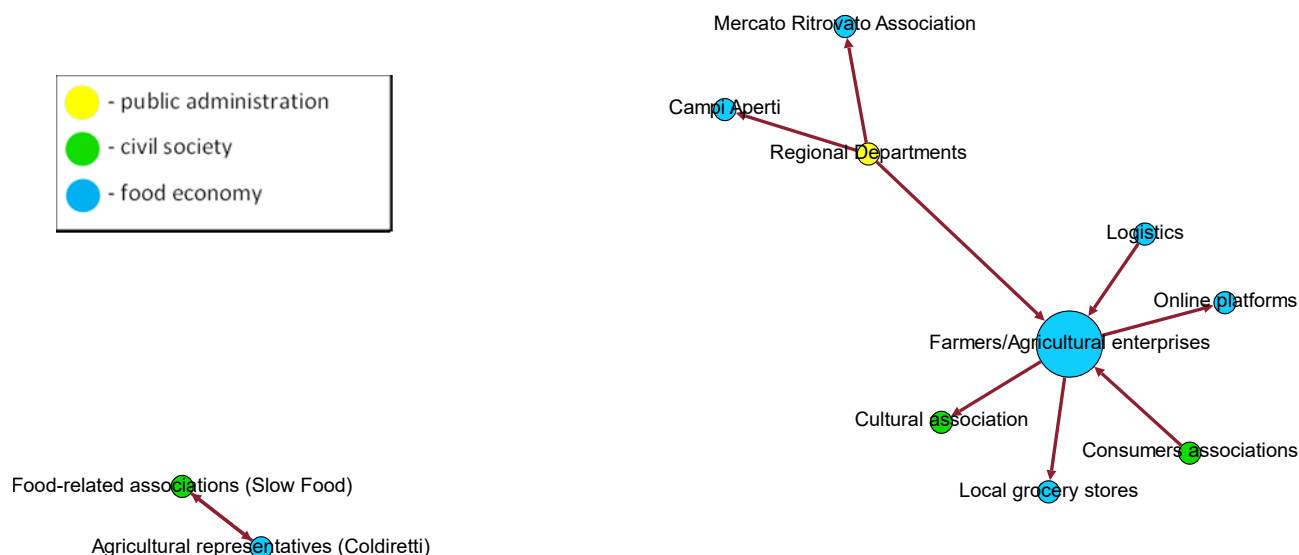 Mercato Ritrovato Association
- public administration
- civil society
- food economy
Campi Aperti
Regional Departments
Logistics
Online platforms
Farmers/Agricultural enterprises
Cultural association
Consumers associations
Local grocery stores
Food-related associations (Slow Food)
Agricultural representatives (Coldiretti)